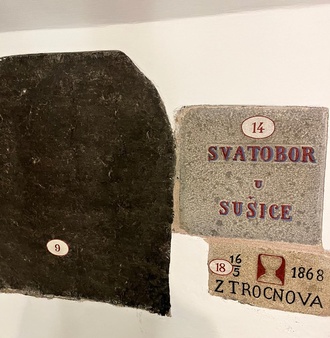 9
14
SVATOBOR
U
SUŠICE
18 16/5 1868
Z TROCNOVA